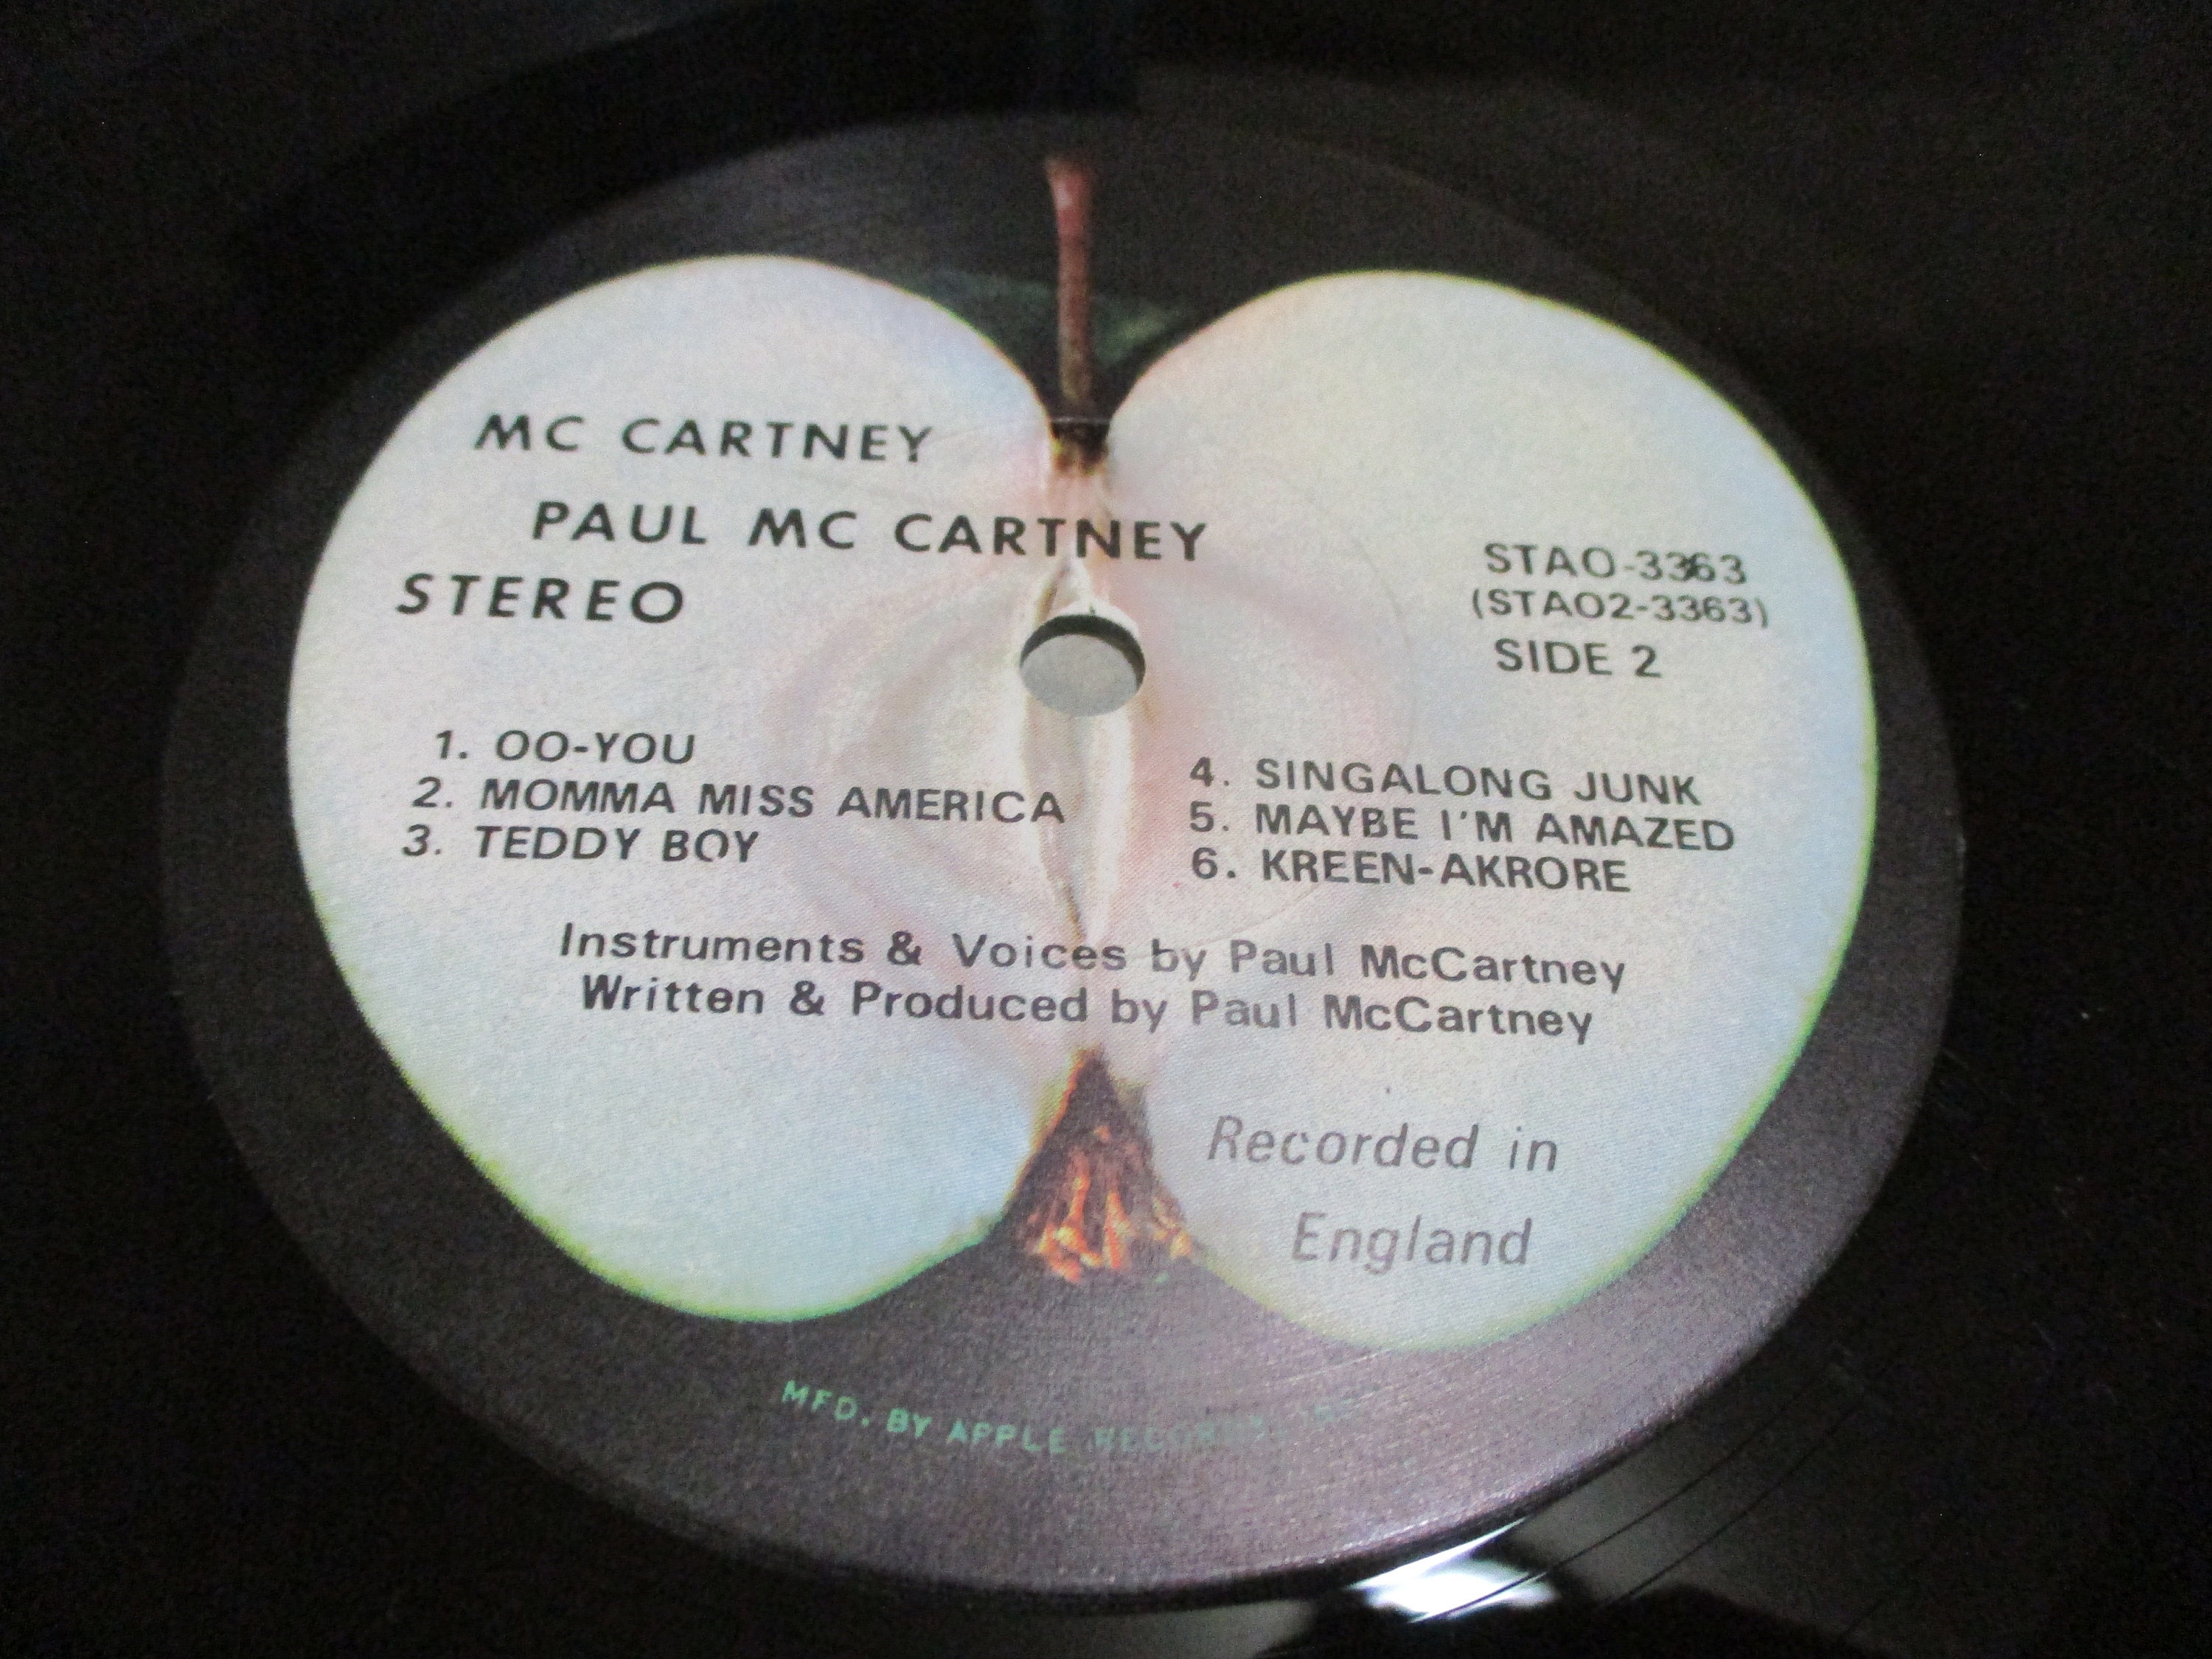 MC CARTNEY
PAUL MC CARTNEY
STEREO
STAO-3363
(STAO2-3363)
SIDE 2
1. OO-YOU
2. MOMMA MISS AMERICA
3. TEDDY BOY
4. SINGALONG JUNK
5. MAYBE I'M AMAZED
6. KREEN-AKRORE
Instruments & Voices by Paul McCartney
Written & Produced by Paul McCartney
Recorded in
England
MFD. BY APPLE RECORDS,